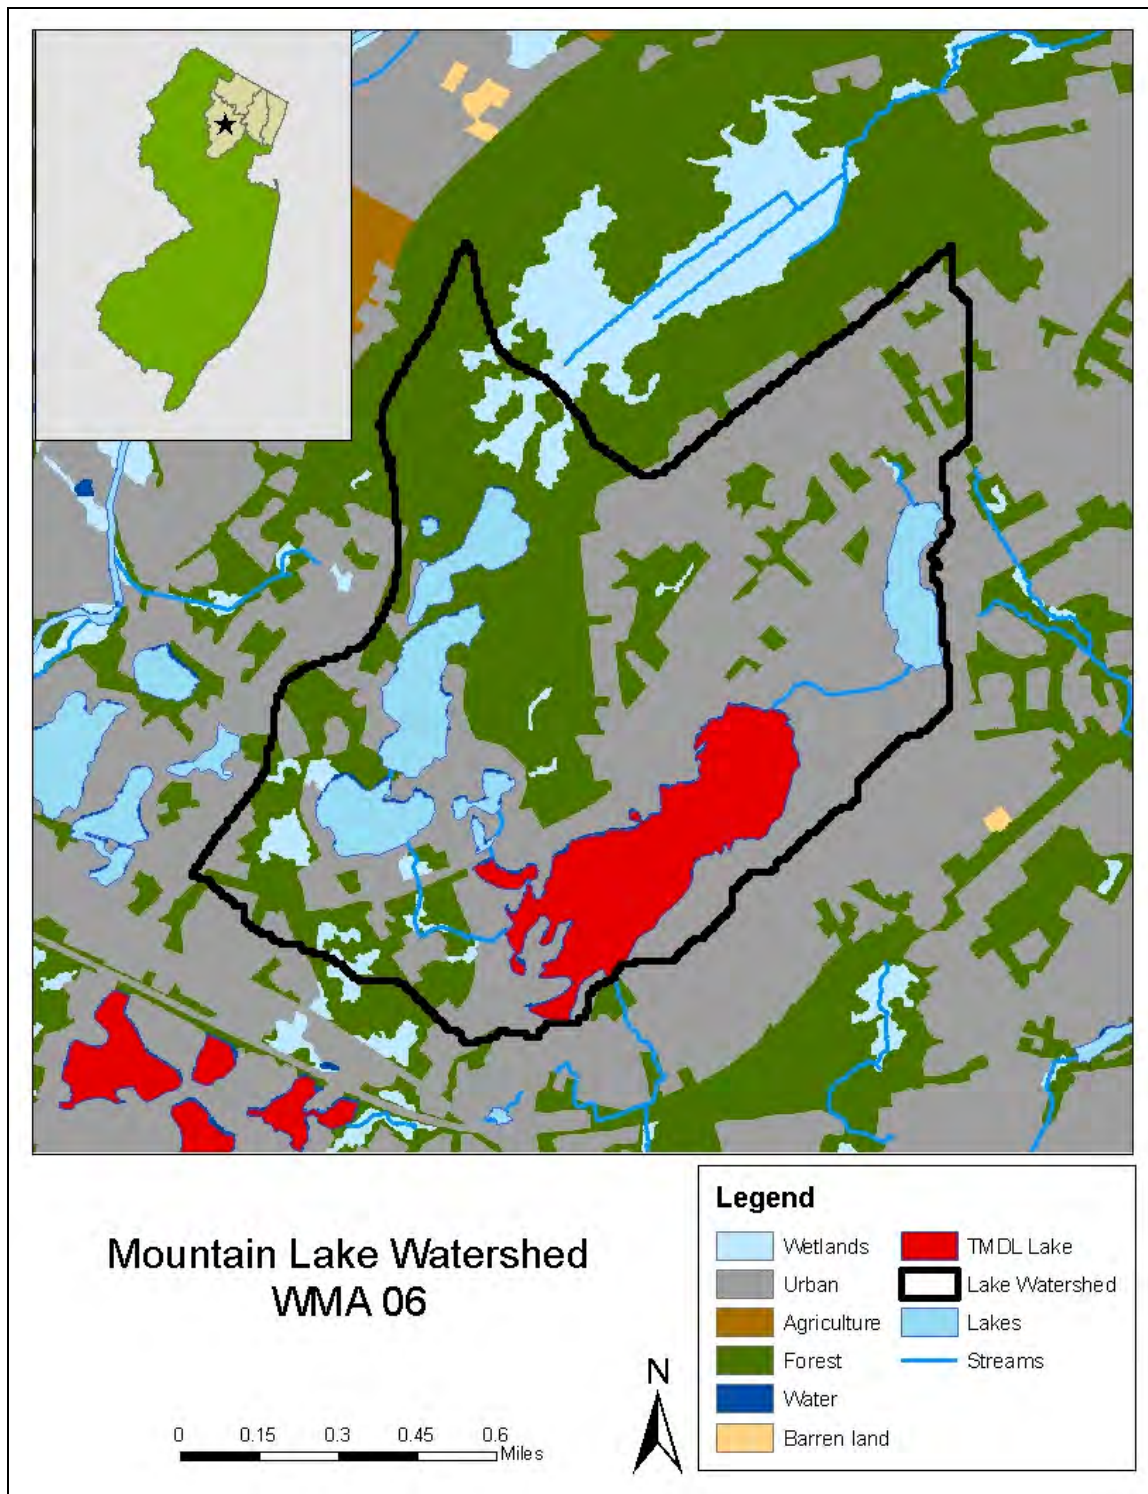 Mountain Lake Watershed
WMA 06
0 0.15 0.3 0.45 0.6
Miles
N
Legend
Wetlands
Urban
Agriculture
Forest
Water
Barren land
TMDL Lake
Lake Watershed
Lakes
Streams